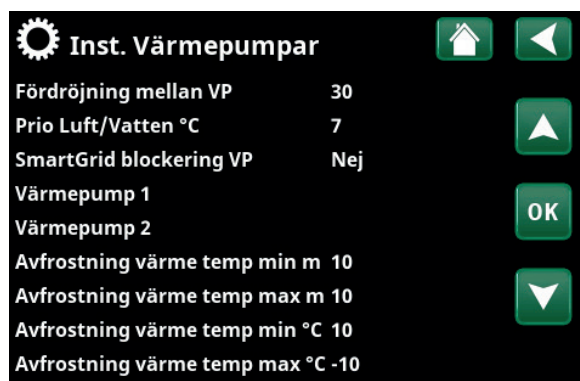 Inst. Värmepumpar
Fördröjning mellan VP 30
Prio Luft/Vatten °C 7
SmartGrid blockering VP Nej
Värmepump 1
Värmepump 2
OK
Avfrostning värme temp min m 10
Avfrostning värme temp max m 10
Avfrostning värme temp min °C 10
Avfrostning värme temp max °C -10